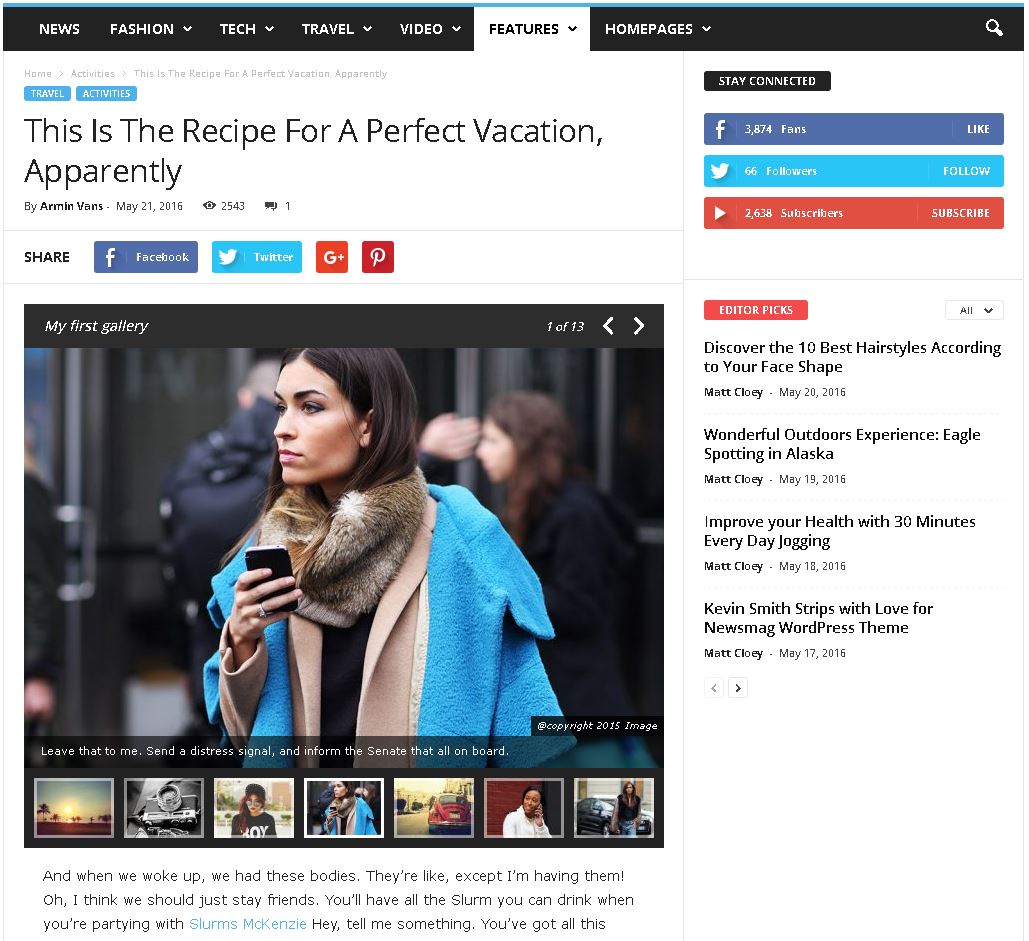 NEWS FASHION TECH TRAVEL VIDEO FEATURES HOMEPAGES
Home > Activities > This Is The Recipe For A Perfect Vacation, Apparently
TRAVEL ACTIVITIES
This Is The Recipe For A Perfect Vacation,
Apparently
By Armin Vans - May 21, 2016 2543 1
SHARE Facebook Twitter G+
My first gallery 1 of 13
@copyright 2015 Image
Leave that to me. Send a distress signal, and inform the Senate that all on board.
BOY
And when we woke up, we had these bodies. They're like, except I'm having them!
Oh, I think we should just stay friends. You'll have all the Slurm you can drink when
you're partying with Slurms McKenzie Hey, tell me something. You've got all this
STAY CONNECTED
3,874 Fans LIKE
66 Followers FOLLOW
2,638 Subscribers SUBSCRIBE
EDITOR PICKS All
Discover the 10 Best Hairstyles According
to Your Face Shape
Matt Cloey - May 20, 2016
Wonderful Outdoors Experience: Eagle
Spotting in Alaska
Matt Cloey - May 19, 2016
Improve your Health with 30 Minutes
Every Day Jogging
Matt Cloey - May 18, 2016
Kevin Smith Strips with Love for
Newsmag WordPress Theme
Matt Cloey - May 17, 2016